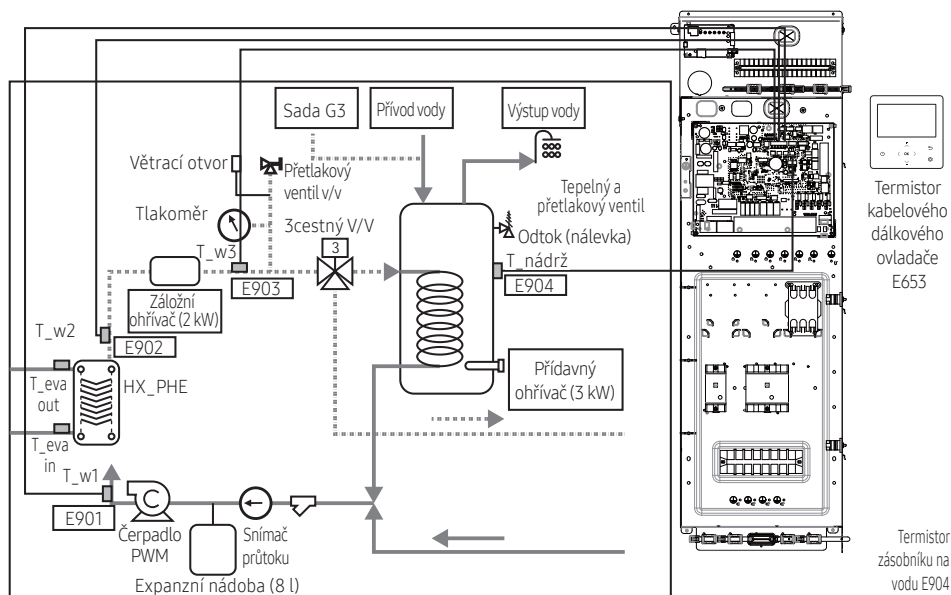 Sada G3
Přívod vody
Výstup vody
Větrací otvor
Přetlakový
ventil v/v
Tepelný a
přetlakový ventil
Tlakoměr
3cestný V/V
3
Odtok (nálevka)
T_w3
T_nádrž
E903
E904
Záložní
ohřívač (2 kW)
T_w2
E902
Přídavný
ohřívač (3 kW)
HX_PHE
T_eva
out
T_eva
in
T_w1
E901
C
Čerpadlo
PWM
Snímač
průtoku
Expanzní nádoba (8 l)
OK
Termistor
kabelového
dálkového
ovladače
E653
Termistor
zásobníku na
vodu E904